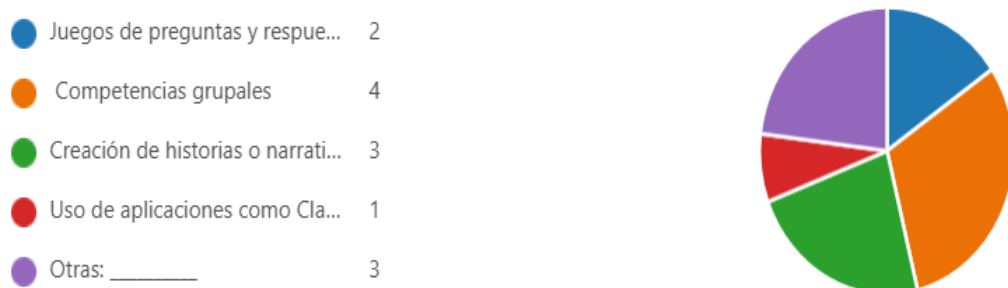 Juegos de preguntas y respue... 2
Competencias grupales 4
Creación de historias o narrati... 3
Uso de aplicaciones como Cla... 1
Otras: __________ 3